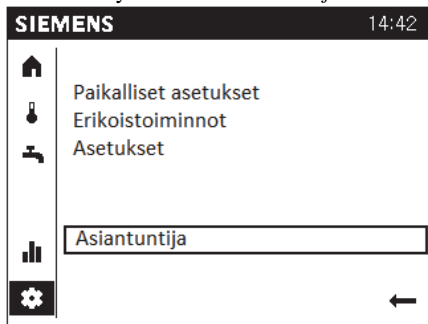 SIEMENS 14:42
Paikalliset asetukset
Erikoistoiminnot
Asetukset
Asiantuntija